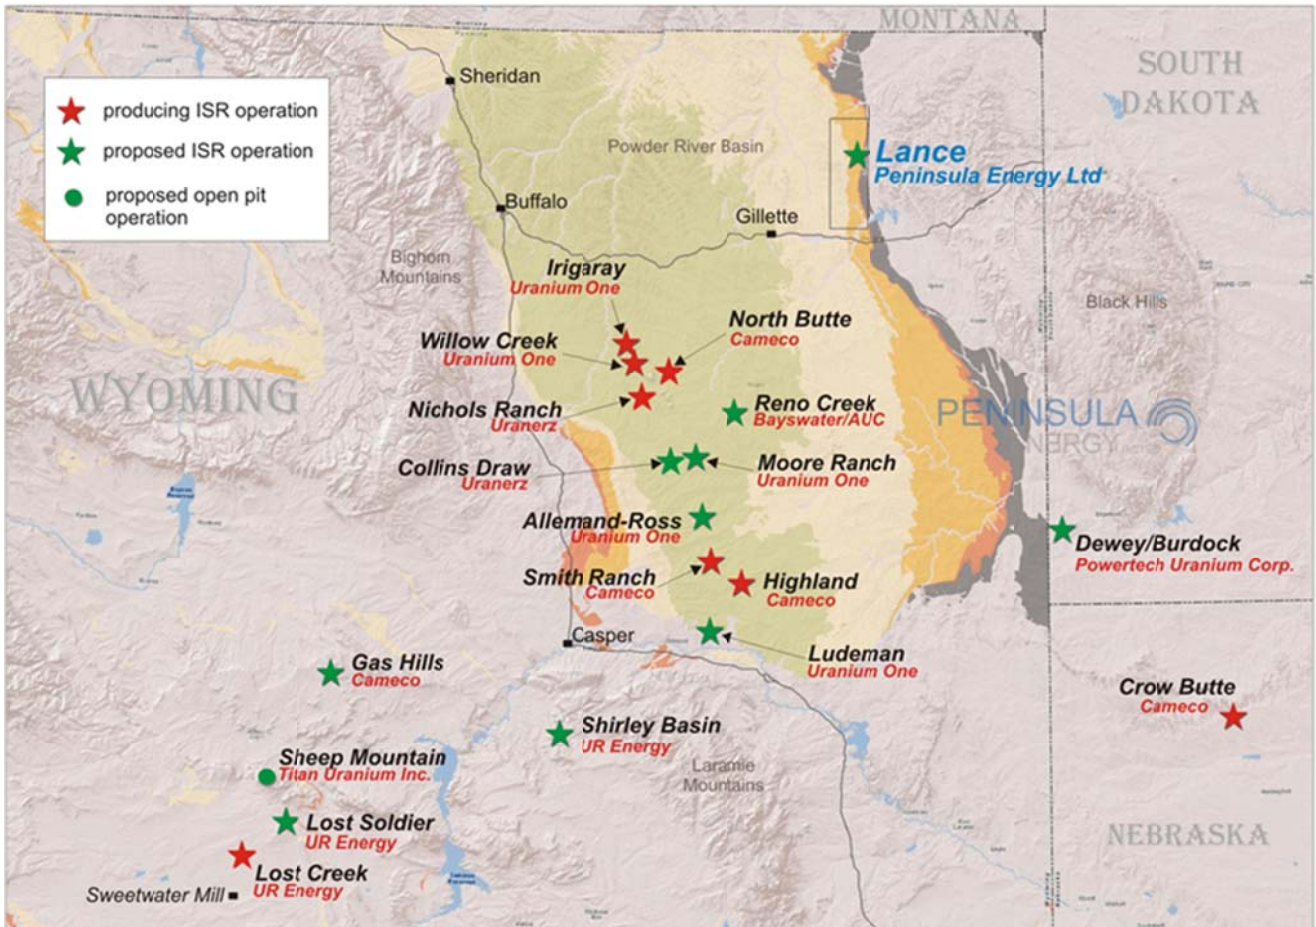 MONTANA
SOUTH
DAKOTA
Sheridan
producing ISR operation
proposed ISR operation
proposed open pit
operation
Powder River Basin
Lance
Peninsula Energy Ltd
Buffalo
Gillette
Bighorn
Mountains
Irigaray
Uranium One
Black Hills
North Butte
Cameco
Willow Creek
Uranium One
WYOMING
Nichols Ranch
Uranerz
Reno Creek
Bayswater/AUC
PENINSULA
ENERGY
Collins Draw
Uranerz
Moore Ranch
Uranium One
Allemand-Ross
Uranium One
Dewey/Burdock
Powertech Uranium Corp.
Smith Ranch
Cameco
Highland
Cameco
Casper
Ludeman
Uranium One
Gas Hills
Cameco
Crow Butte
Cameco
Shirley Basin
UR Energy
Sheep Mountain
Titan Uranium Inc.
Laramie
Mountains
Lost Soldier
UR Energy
NEBRASKA
Lost Creek
UR Energy
Sweetwater Mill